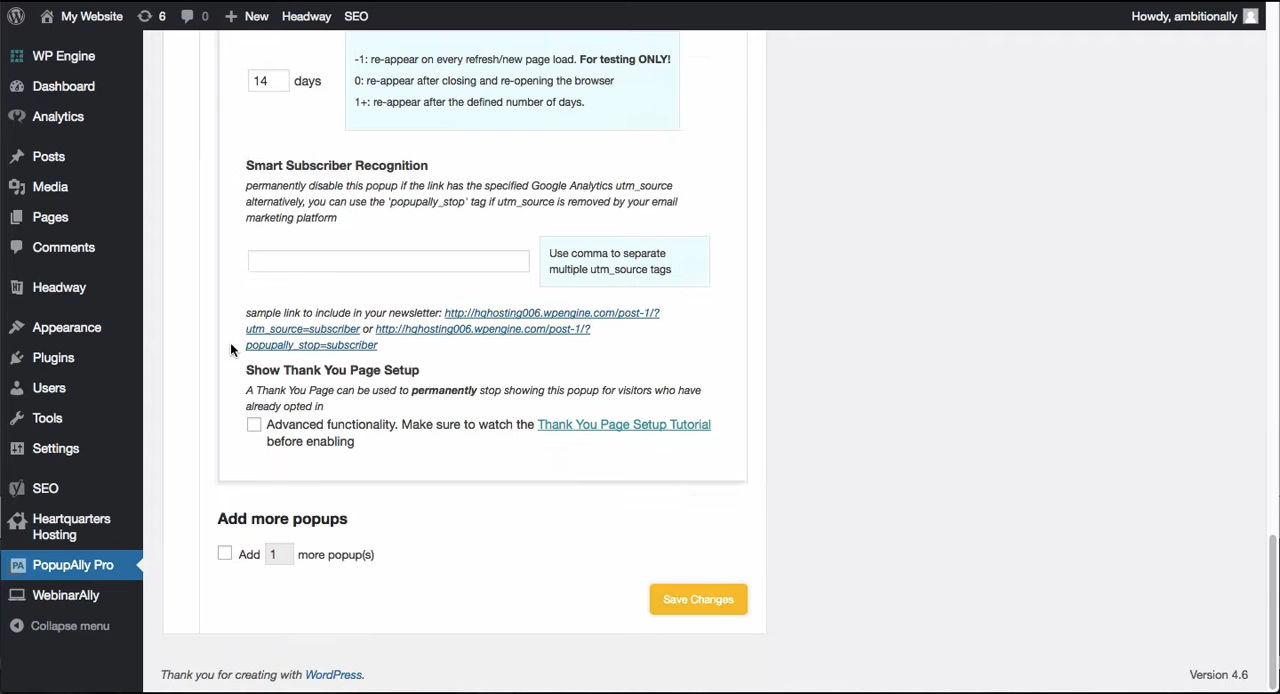 My Website
6
0
New
Headway
SEO
Howdy, ambitionally
WP Engine
Dashboard
Analytics
Posts
Media
Pages
Comments
Headway
Appearance
Plugins
Users
Tools
Settings
SEO
Heartquarters
Hosting
PA PopupAlly Pro
WebinarAlly
Collapse menu
-1: re-appear on every refresh/new page load. For testing ONLY!
14 days
0: re-appear after closing and re-opening the browser
1+: re-appear after the defined number of days.
Smart Subscriber Recognition
permanently disable this popup if the link has the specified Google Analytics utm_source
alternatively, you can use the 'popupally_stop' tag if utm_source is removed by your email
marketing platform
Use comma to separate
multiple utm_source tags
sample link to include in your newsletter: http://hqhosting006.wpengine.com/post-1/?
utm_source=subscriber or http://hqhosting006.wpengine.com/post-1/?
popupally_stop=subscriber
Show Thank You Page Setup
A Thank You Page can be used to permanently stop showing this popup for visitors who have
already opted in
Advanced functionality. Make sure to watch the Thank You Page Setup Tutorial
before enabling
Add more popups
Add 1 more popup(s)
Save Changes
Thank you for creating with WordPress.
Version 4.6